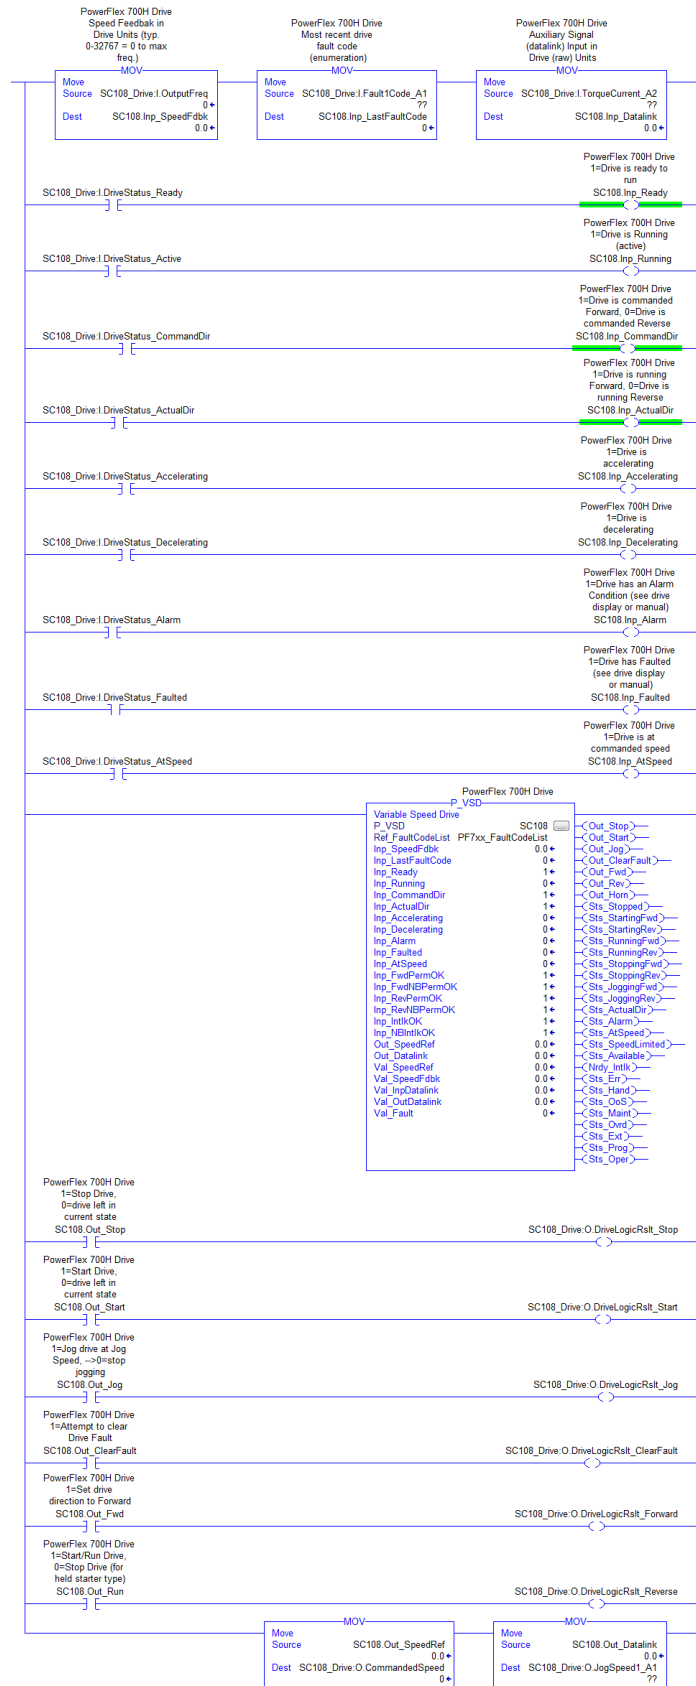 PowerFlex 700H Drive
Speed Feedbak in
Drive Units (typ.
0-32767 = 0 to max
freq.)
MOV
Move
Source SC108_Drive:I.OutputFreq
0
Dest SC108.Inp_SpeedFdbk
0.0
PowerFlex 700H Drive
Most recent drive
fault code
(enumeration)
MOV
Move
Source SC108_Drive:I.Fault1Code_A1
??
Dest SC108.Inp_LastFaultCode
0
PowerFlex 700H Drive
Auxiliary Signal
(datalink) Input in
Drive (raw) Units
MOV
Move
Source SC108_Drive:I.TorqueCurrent_A2
??
Dest SC108.Inp_Datalink
0.0
PowerFlex 700H Drive
1=Drive is ready to
run
SC108_Drive:I.DriveStatus_Ready SC108.Inp_Ready
PowerFlex 700H Drive
1=Drive is Running
(active)
SC108_Drive:I.DriveStatus_Active SC108.Inp_Running
PowerFlex 700H Drive
1=Drive is commanded
Forward, 0=Drive is
commanded Reverse
SC108_Drive:I.DriveStatus_CommandDir SC108.Inp_CommandDir
PowerFlex 700H Drive
1=Drive is running
Forward, 0=Drive is
running Reverse
SC108_Drive:I.DriveStatus_ActualDir SC108.Inp_ActualDir
PowerFlex 700H Drive
1=Drive is
accelerating
SC108_Drive:I.DriveStatus_Accelerating SC108.Inp_Accelerating
PowerFlex 700H Drive
1=Drive is
decelerating
SC108_Drive:I.DriveStatus_Decelerating SC108.Inp_Decelerating
PowerFlex 700H Drive
1=Drive has an Alarm
Condition (see drive
display or manual)
SC108_Drive:I.DriveStatus_Alarm SC108.Inp_Alarm
PowerFlex 700H Drive
1=Drive has Faulted
(see drive display
or manual)
SC108_Drive:I.DriveStatus_Faulted SC108.Inp_Faulted
PowerFlex 700H Drive
1=Drive is at
commanded speed
SC108_Drive:I.DriveStatus_AtSpeed SC108.Inp_AtSpeed
PowerFlex 700H Drive
P_VSD
Variable Speed Drive
P_VSD SC108 ... Out_Stop
Ref_FaultCodeList PF7xx_FaultCodeList Out_Start
Inp_SpeedFdbk 0.0 Out_Jog
Inp_LastFaultCode 0 Out_ClearFault
Inp_Ready 1 Out_Fwd
Inp_Running 0 Out_Rev
Inp_CommandDir 1 Out_Horn
Inp_ActualDir 1 Sts_Stopped
Inp_Accelerating 0 Sts_StartingFwd
Inp_Decelerating 0 Sts_StartingRev
Inp_Alarm 0 Sts_RunningFwd
Inp_Faulted 0 Sts_RunningRev
Inp_AtSpeed 0 Sts_StoppingFwd
Inp_FwdPermOK 1 Sts_StoppingRev
Inp_FwdNBPermOK 1 Sts_JoggingFwd
Inp_RevPermOK 1 Sts_JoggingRev
Inp_RevNBPermOK 1 Sts_ActualDir
Inp_IntlkOK 1 Sts_Alarm
Inp_NBIntlkOK 1 Sts_AtSpeed
Out_SpeedRef 0.0 Sts_SpeedLimited
Out_Datalink 0.0 Sts_Available
Val_SpeedRef 0.0 Nrdy_Intlk
Val_SpeedFdbk 0.0 Sts_Err
Val_InpDatalink 0.0 Sts_Hand
Val_OutDatalink 0.0 Sts_OoS
Val_Fault 0 Sts_Maint
Sts_Ovrd
Sts_Ext
Sts_Prog
Sts_Oper
PowerFlex 700H Drive
1=Stop Drive,
0=drive left in
current state
SC108.Out_Stop SC108_Drive:O.DriveLogicRslt_Stop
PowerFlex 700H Drive
1=Start Drive,
0=drive left in
current state
SC108.Out_Start SC108_Drive:O.DriveLogicRslt_Start
PowerFlex 700H Drive
1=Jog drive at Jog
Speed, -->0=stop
jogging
SC108.Out_Jog SC108_Drive:O.DriveLogicRslt_Jog
PowerFlex 700H Drive
1=Attempt to clear
Drive Fault
SC108.Out_ClearFault SC108_Drive:O.DriveLogicRslt_ClearFault
PowerFlex 700H Drive
1=Set drive
direction to Forward
SC108.Out_Fwd SC108_Drive:O.DriveLogicRslt_Forward
PowerFlex 700H Drive
1=Start/Run Drive,
0=Stop Drive (for
held starter type)
SC108.Out_Run SC108_Drive:O.DriveLogicRslt_Reverse
MOV
Move
Source SC108.Out_SpeedRef
0.0
Dest SC108_Drive:O.CommandedSpeed
0
MOV
Move
Source SC108.Out_Datalink
0.0
Dest SC108_Drive:O.JogSpeed1_A1
??